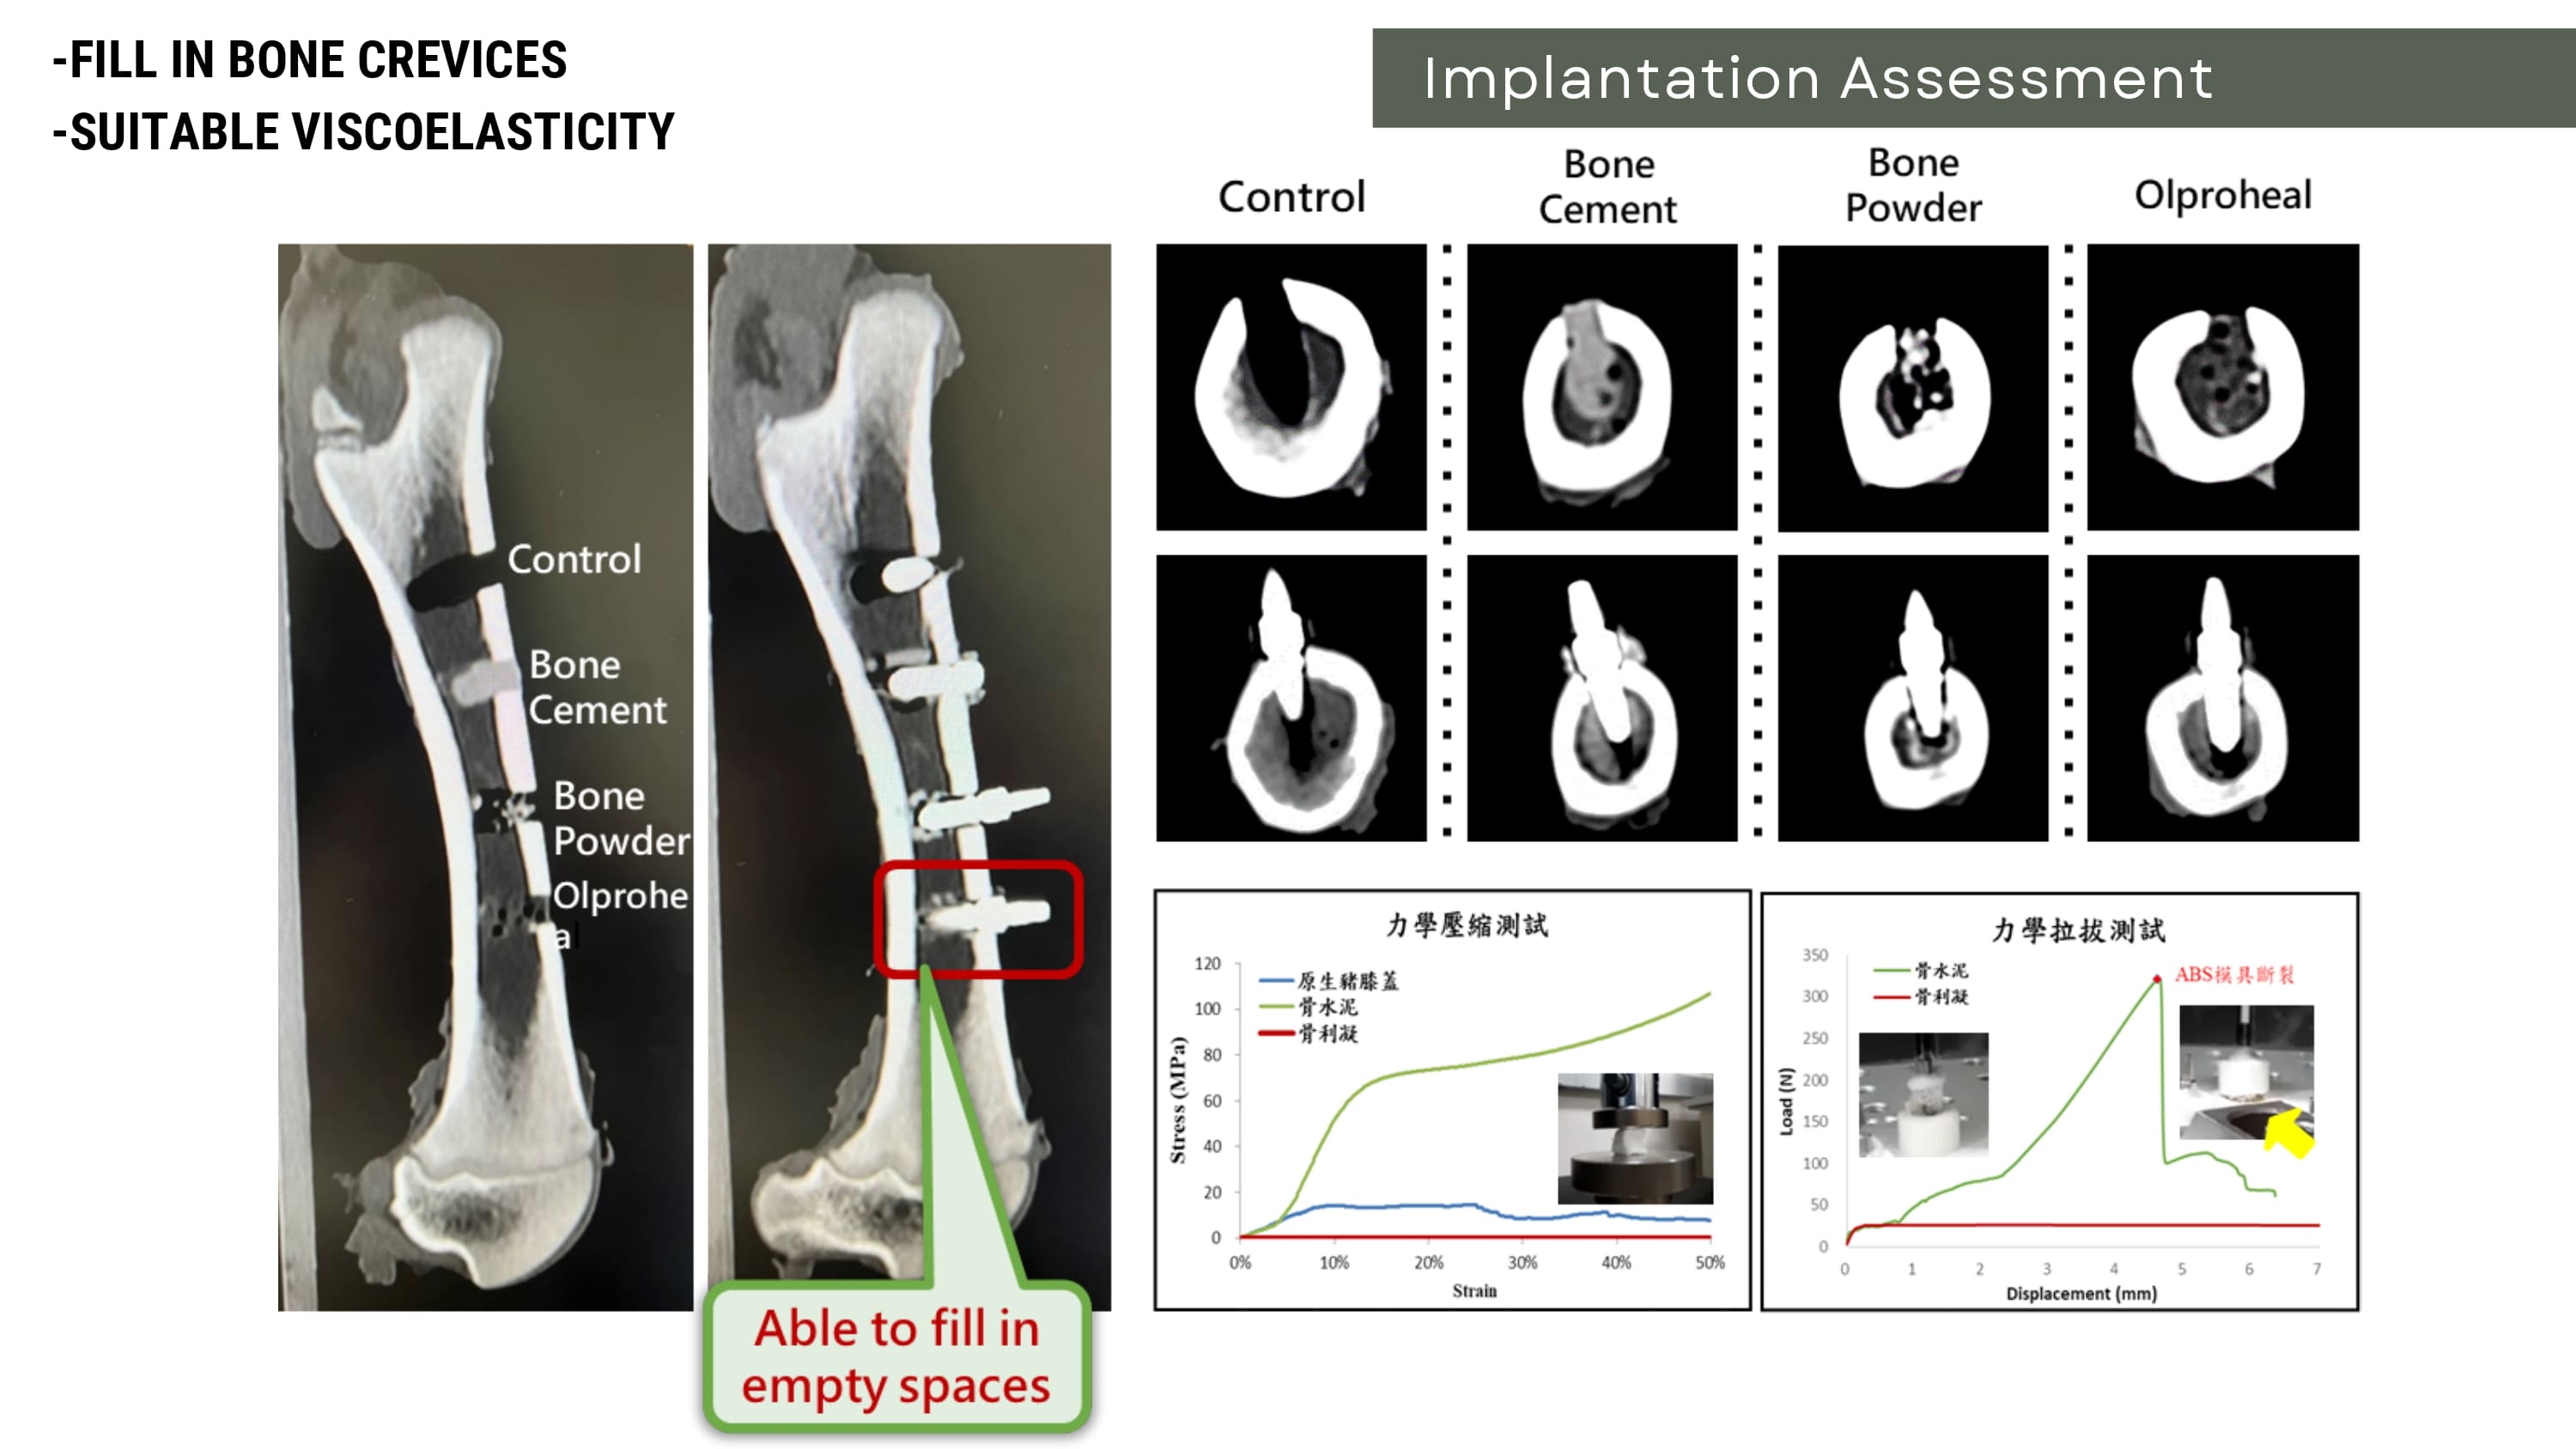 -FILL IN BONE CREVICES
-SUITABLE VISCOELASTICITY
Implantation Assessment
Control
Bone
Cement
Bone
Powder
Olproheal
Control
Bone
Cement
Bone
Powder
Olprohe
al
Able to fill in
empty spaces
力學壓縮測試
原生豬膝蓋
骨水泥
骨利凝
Stress (MPa)
120
100
80
60
40
20
0
0% 10% 20% 30% 40% 50%
Strain
力學拉拔測試
骨水泥
骨利凝
ABS模具斷裂
Load (N)
350
300
250
200
150
100
50
0
0 1 2 3 4 5 6 7
Displacement (mm)